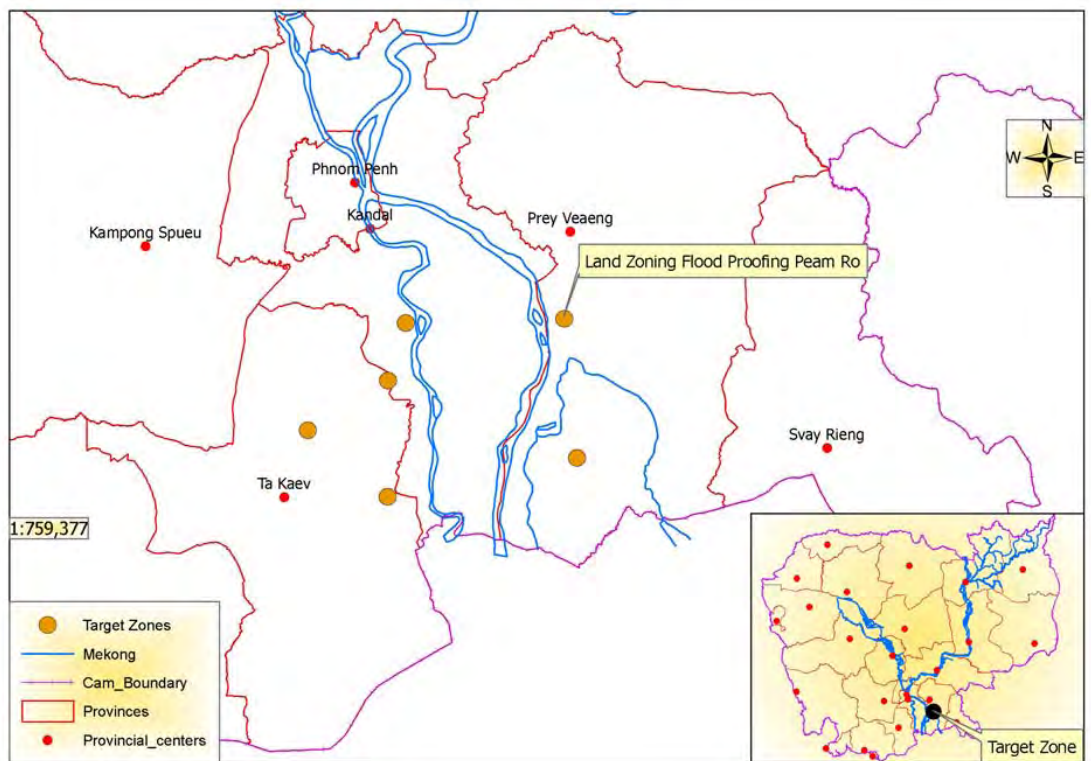 N
W E
S
Phnom Penh
Kandal
Prey Veaeng
Kampong Spueu
Land Zoning Flood Proofing Peam Ro
Svay Rieng
Ta Kaev
1:759,377
Target Zones
Mekong
Cam_Boundary
Provinces
Provincial_centers
Target Zone